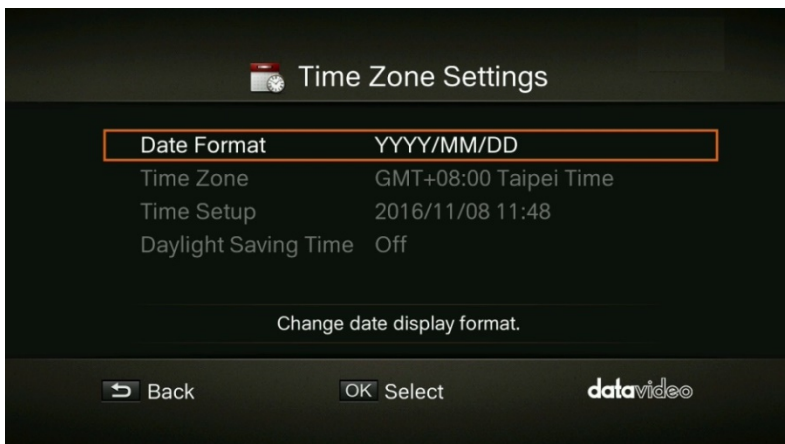 Time Zone Settings
Date Format YYYY/MM/DD
Time Zone GMT+08:00 Taipei Time
Time Setup 2016/11/08 11:48
Daylight Saving Time Off
Change date display format.
Back OK Select datavideo